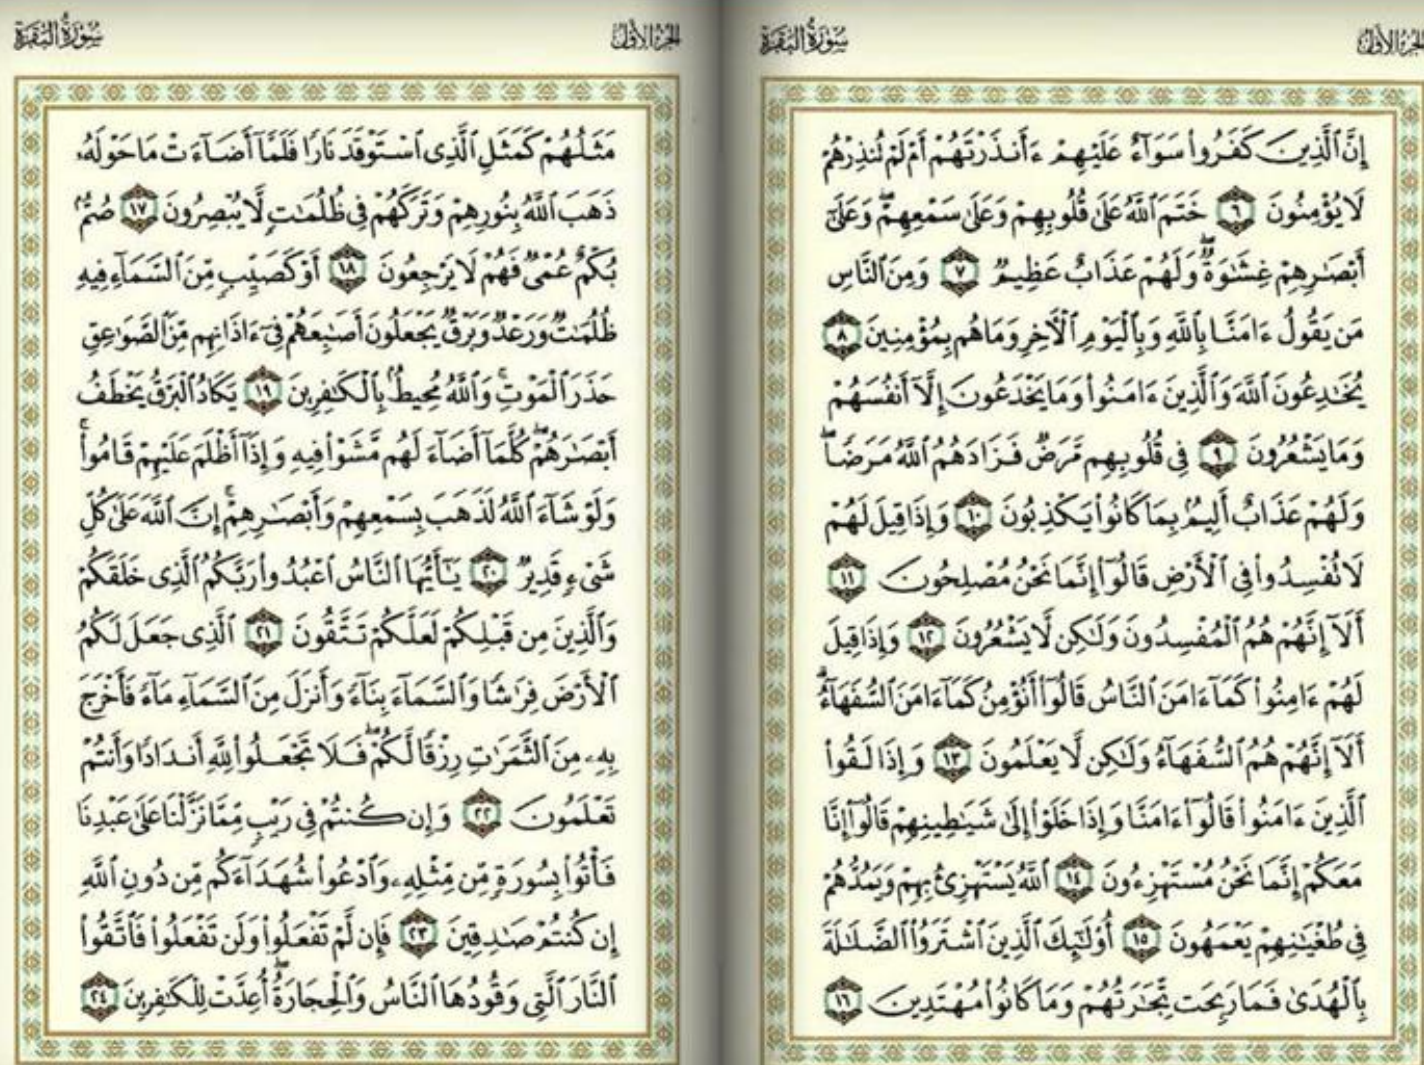 الجزء الأول
سورة البقرة
إِنَّ ٱلَّذِينَ كَفَرُوا۟ سَوَآءٌ عَلَيْهِمْ ءَأَنذَرْتَهُمْ أَمْ لَمْ تُنذِرْهُمْ
لَا يُؤْمِنُونَ ٦ خَتَمَ ٱللَّهُ عَلَىٰ قُلُوبِهِمْ وَعَلَىٰ سَمْعِهِمْ ۖ وَعَلَىٰٓ
أَبْصَٰرِهِمْ غِشَٰوَةٌ ۖ وَلَهُمْ عَذَابٌ عَظِيمٌ ٧ وَمِنَ ٱلنَّاسِ
مَن يَقُولُ ءَامَنَّا بِٱللَّهِ وَبِٱلْيَوْمِ ٱلْءَاخِرِ وَمَا هُم بِمُؤْمِنِينَ ٨
يُخَٰدِعُونَ ٱللَّهَ وَٱلَّذِينَ ءَامَنُوا۟ وَمَا يَخْدَعُونَ إِلَّآ أَنفُسَهُمْ
وَمَا يَشْعُرُونَ ٩ فِى قُلُوبِهِم مَّرَضٌ فَزَادَهُمُ ٱللَّهُ مَرَضًا ۖ
وَلَهُمْ عَذَابٌ أَلِيمٌۢ بِمَا كَانُوا۟ يَكْذِبُونَ ١٠ وَإِذَا قِيلَ لَهُمْ
لَا تُفْسِدُوا۟ فِى ٱلْأَرْضِ قَالُوٓا۟ إِنَّمَا نَحْنُ مُصْلِحُونَ ١١
أَلَآ إِنَّهُمْ هُمُ ٱلْمُفْسِدُونَ وَلَٰكِن لَّا يَشْعُرُونَ ١٢ وَإِذَا قِيلَ
لَهُمْ ءَامِنُوا۟ كَمَآ ءَامَنَ ٱلنَّاسُ قَالُوٓا۟ أَنُؤْمِنُ كَمَآ ءَامَنَ ٱلسُّفَهَآءُ ۗ
أَلَآ إِنَّهُمْ هُمُ ٱلسُّفَهَآءُ وَلَٰكِن لَّا يَعْلَمُونَ ١٣ وَإِذَا لَقُوا۟
ٱلَّذِينَ ءَامَنُوا۟ قَالُوٓا۟ ءَامَنَّا وَإِذَا خَلَوْا۟ إِلَىٰ شَيَٰطِينِهِمْ قَالُوٓا۟ إِنَّا
مَعَكُمْ إِنَّمَا نَحْنُ مُسْتَهْزِءُونَ ١٤ ٱللَّهُ يَسْتَهْزِئُ بِهِمْ وَيَمُدُّهُمْ
فِى طُغْيَٰنِهِمْ يَعْمَهُونَ ١٥ أُو۟لَٰٓئِكَ ٱلَّذِينَ ٱشْتَرَوُا۟ ٱلضَّلَٰلَةَ
بِٱلْهُدَىٰ فَمَا رَبِحَت تِّجَٰرَتُهُمْ وَمَا كَانُوا۟ مُهْتَدِينَ ١٦
الجزء الأول
سورة البقرة
مَثَلُهُمْ كَمَثَلِ ٱلَّذِى ٱسْتَوْقَدَ نَارًا فَلَمَّآ أَضَآءَتْ مَا حَوْلَهُۥ
ذَهَبَ ٱللَّهُ بِنُورِهِمْ وَتَرَكَهُمْ فِى ظُلُمَٰتٍ لَّا يُبْصِرُونَ ١٧ صُمٌّۢ
بُكْمٌ عُمْىٌ فَهُمْ لَا يَرْجِعُونَ ١٨ أَوْ كَصَيِّبٍ مِّنَ ٱلسَّمَآءِ فِيهِ
ظُلُمَٰتٌ وَرَعْدٌ وَبَرْقٌ يَجْعَلُونَ أَصَٰبِعَهُمْ فِىٓ ءَاذَانِهِم مِّنَ ٱلصَّوَٰعِقِ
حَذَرَ ٱلْمَوْتِ ۚ وَٱللَّهُ مُحِيطٌۢ بِٱلْكَٰفِرِينَ ١٩ يَكَادُ ٱلْبَرْقُ يَخْطَفُ
أَبْصَٰرَهُمْ ۖ كُلَّمَآ أَضَآءَ لَهُم مَّشَوْا۟ فِيهِ وَإِذَآ أَظْلَمَ عَلَيْهِمْ قَامُوا۟ ۚ
وَلَوْ شَآءَ ٱللَّهُ لَذَهَبَ بِسَمْعِهِمْ وَأَبْصَٰرِهِمْ ۚ إِنَّ ٱللَّهَ عَلَىٰ كُلِّ
شَىْءٍ قَدِيرٌ ٢٠ يَٰٓأَيُّهَا ٱلنَّاسُ ٱعْبُدُوا۟ رَبَّكُمُ ٱلَّذِى خَلَقَكُمْ
وَٱلَّذِينَ مِن قَبْلِكُمْ لَعَلَّكُمْ تَتَّقُونَ ٢١ ٱلَّذِى جَعَلَ لَكُمُ
ٱلْأَرْضَ فِرَٰشًا وَٱلسَّمَآءَ بِنَآءً وَأَنزَلَ مِنَ ٱلسَّمَآءِ مَآءً فَأَخْرَجَ
بِهِۦ مِنَ ٱلثَّمَرَٰتِ رِزْقًا لَّكُمْ ۖ فَلَا تَجْعَلُوا۟ لِلَّهِ أَندَادًا وَأَنتُمْ
تَعْلَمُونَ ٢٢ وَإِن كُنتُمْ فِى رَيْبٍ مِّمَّا نَزَّلْنَا عَلَىٰ عَبْدِنَا
فَأْتُوا۟ بِسُورَةٍ مِّن مِّثْلِهِۦ وَٱدْعُوا۟ شُهَدَآءَكُم مِّن دُونِ ٱللَّهِ
إِن كُنتُمْ صَٰدِقِينَ ٢٣ فَإِن لَّمْ تَفْعَلُوا۟ وَلَن تَفْعَلُوا۟ فَٱتَّقُوا۟
ٱلنَّارَ ٱلَّتِى وَقُودُهَا ٱلنَّاسُ وَٱلْحِجَارَةُ ۖ أُعِدَّتْ لِلْكَٰفِرِينَ ٢٤